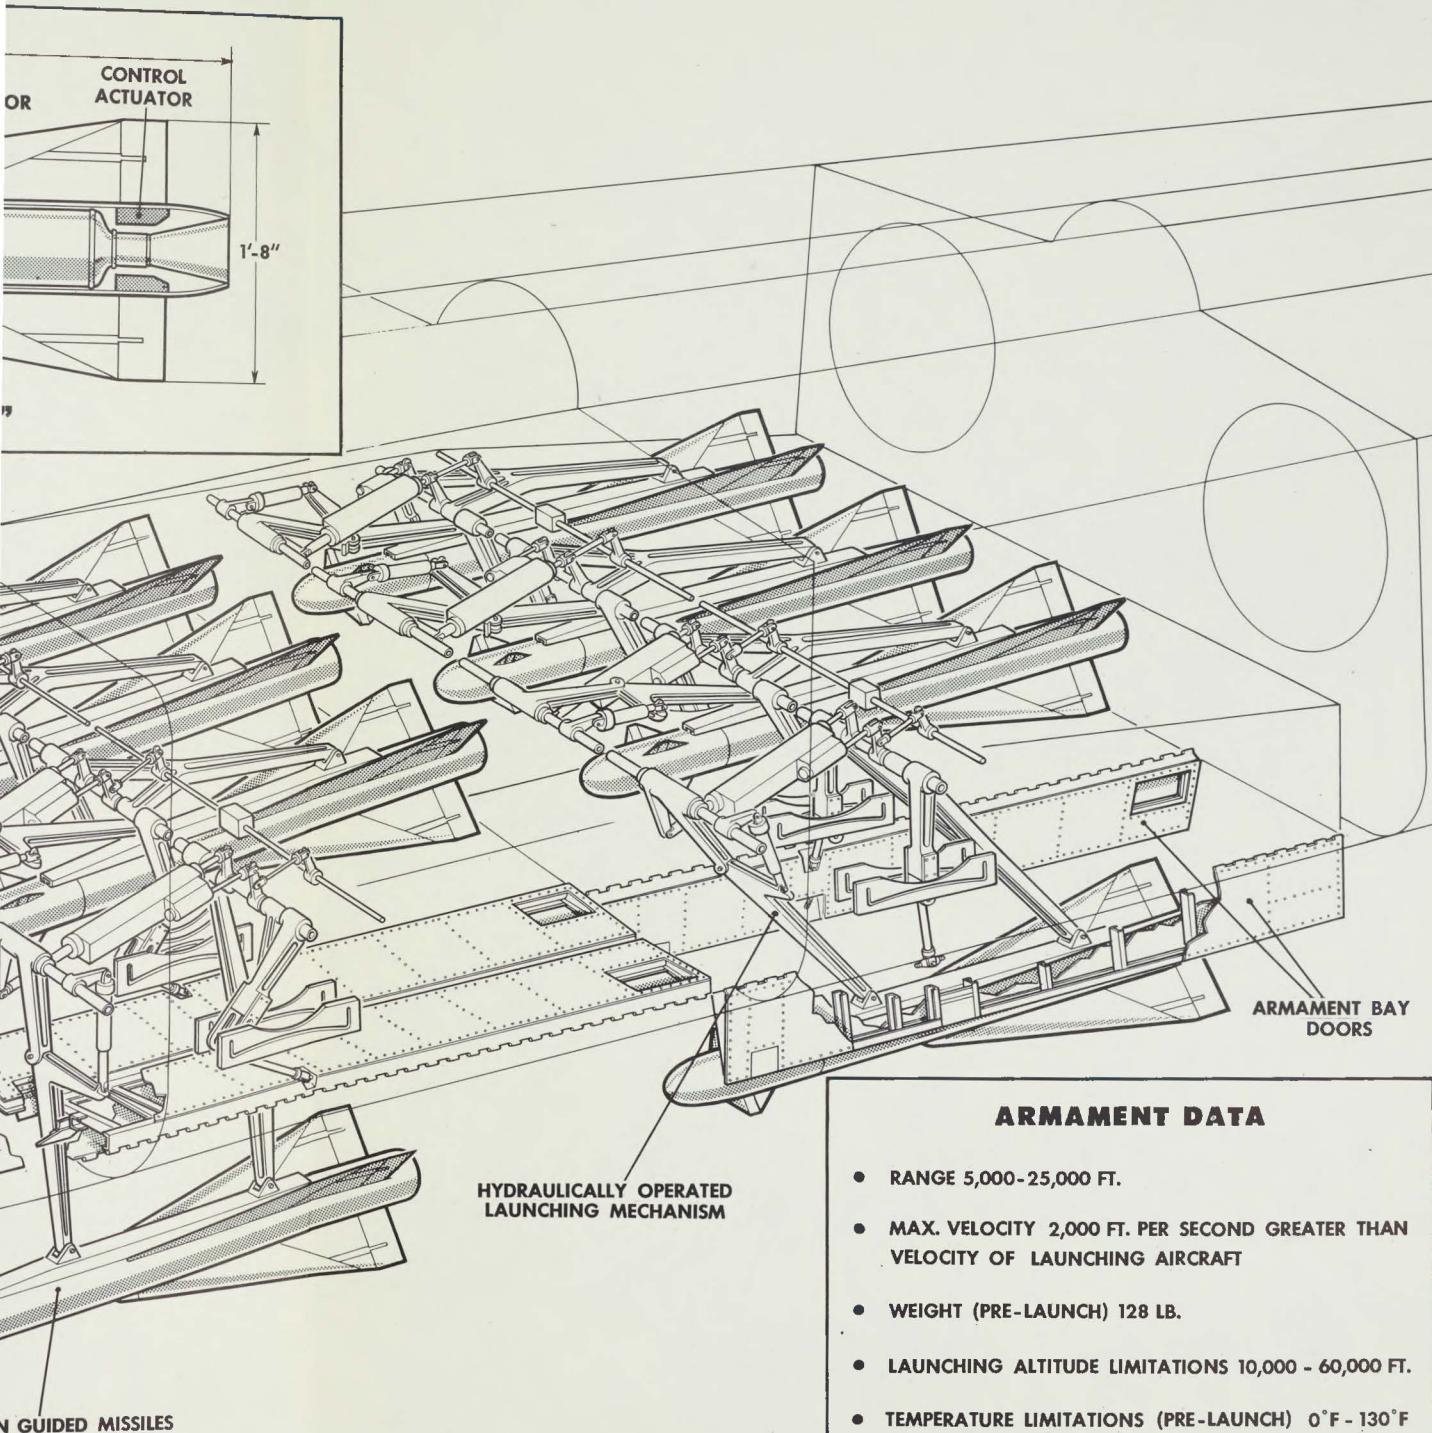 CONTROL
ACTUATOR
OR
1'-8"
ARMAMENT BAY
DOORS
HYDRAULICALLY OPERATED
LAUNCHING MECHANISM
N GUIDED MISSILES
ARMAMENT DATA
• RANGE 5,000-25,000 FT.
• MAX. VELOCITY 2,000 FT. PER SECOND GREATER THAN
VELOCITY OF LAUNCHING AIRCRAFT
• WEIGHT (PRE-LAUNCH) 128 LB.
• LAUNCHING ALTITUDE LIMITATIONS 10,000 - 60,000 FT.
• TEMPERATURE LIMITATIONS (PRE-LAUNCH) 0°F - 130°F